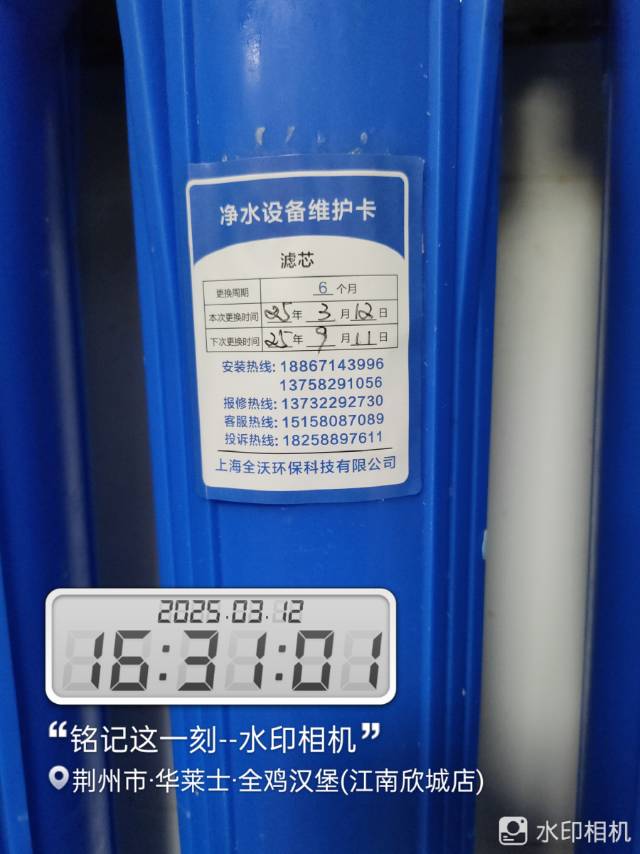 净水设备维护卡
滤芯
更换周期 6 个月
本次更换时间 25 年 3 月 12 日
下次更换时间 25 年 9 月 11 日
安装热线: 18867143996
13758291056
报修热线: 13732292730
客服热线: 15158087089
投诉热线: 18258897611
上海全沃环保科技有限公司
2025.03.12
16:31:01
“铭记这一刻--水印相机”
荆州市·华莱士·全鸡汉堡(江南欣城店)
水印相机